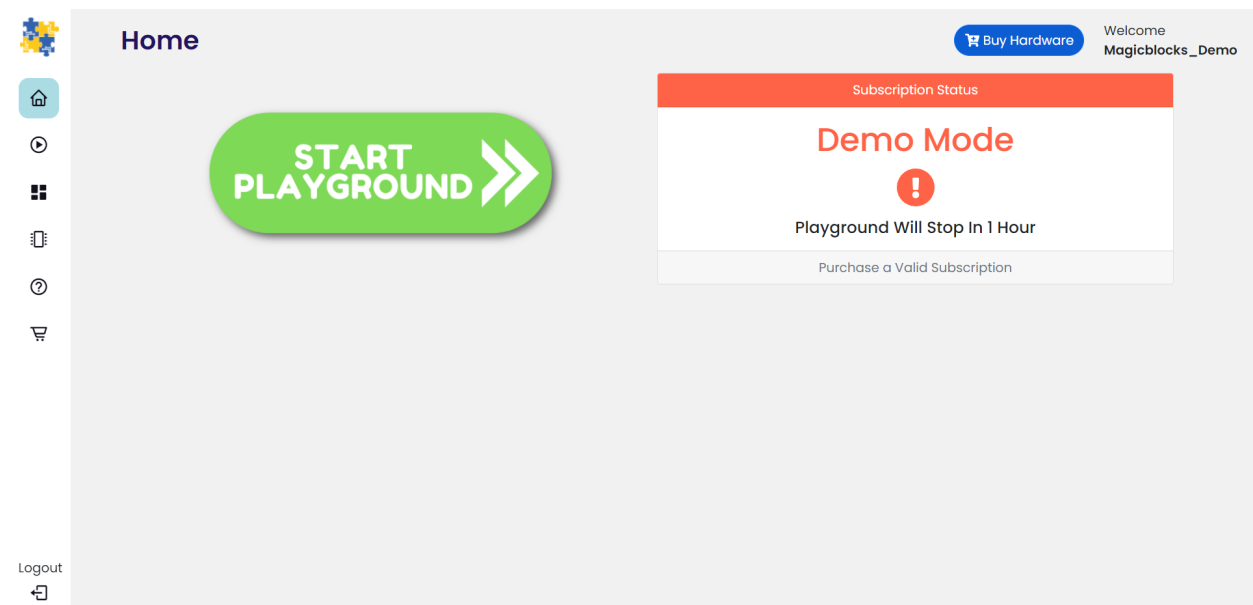 Home
Buy Hardware
Welcome
Magicblocks_Demo
START
PLAYGROUND
Subscription Status
Demo Mode
Playground Will Stop In 1 Hour
Purchase a Valid Subscription
Logout